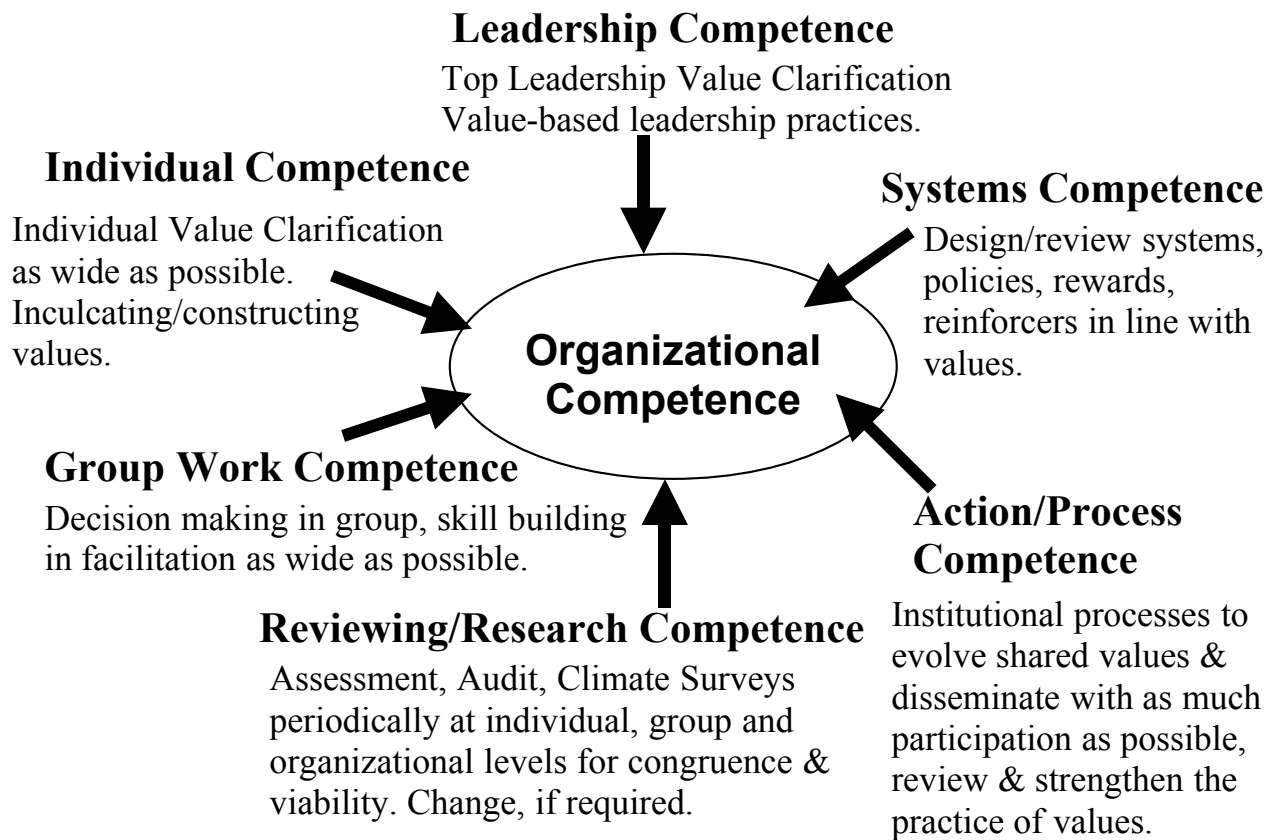 Leadership Competence
Top Leadership Value Clarification
Value-based leadership practices.
Individual Competence
Individual Value Clarification
as wide as possible.
Inculcating/constructing
values.
Systems Competence
Design/review systems,
policies, rewards,
reinforcers in line with
values.
Organizational
Competence
Group Work Competence
Decision making in group, skill building
in facilitation as wide as possible.
Action/Process
Competence
Institutional processes to
evolve shared values &
disseminate with as much
participation as possible,
review & strengthen the
practice of values.
Reviewing/Research Competence
Assessment, Audit, Climate Surveys
periodically at individual, group and
organizational levels for congruence &
viability. Change, if required.